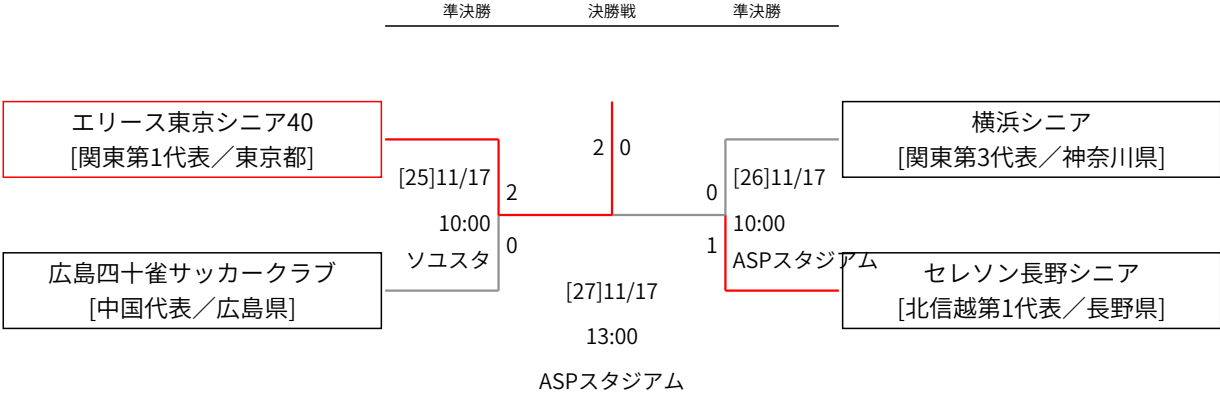 準決勝
決勝戦
準決勝
エリース東京シニア40
[関東第1代表／東京都]
広島四十雀サッカークラブ
[中国代表／広島県]
[25]11/17
10:00
ソユスタ
2
0
2
0
[27]11/17
13:00
ASPスタジアム
0
1
[26]11/17
10:00
ASPスタジアム
横浜シニア
[関東第3代表／神奈川県]
セレソン長野シニア
[北信越第1代表／長野県]